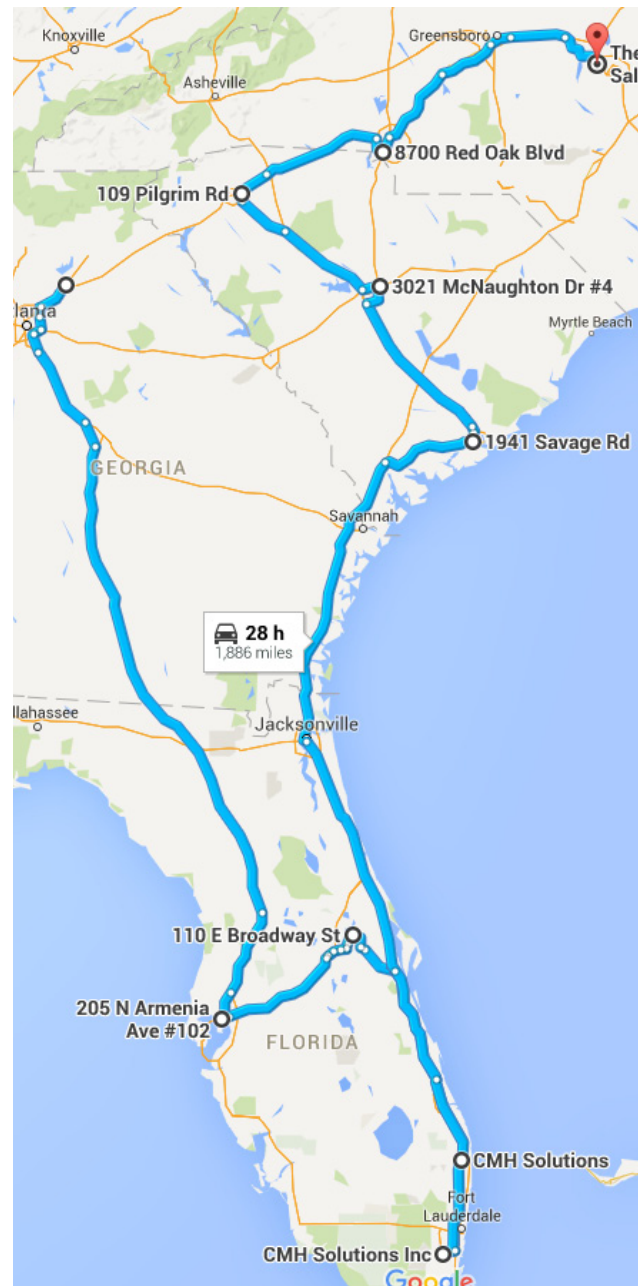 Knoxville
Greensboro
The
Sal
Asheville
8700 Red Oak Blvd
109 Pilgrim Rd
3021 McNaughton Dr #4
lanta
Myrtle Beach
1941 Savage Rd
GEORGIA
Savannah
28 h
1,886 miles
llahassee
Jacksonville
110 E Broadway St
205 N Armenia
Ave #102
FLORIDA
CMH Solutions
Fort
Lauderdale
CMH Solutions Inc
Google